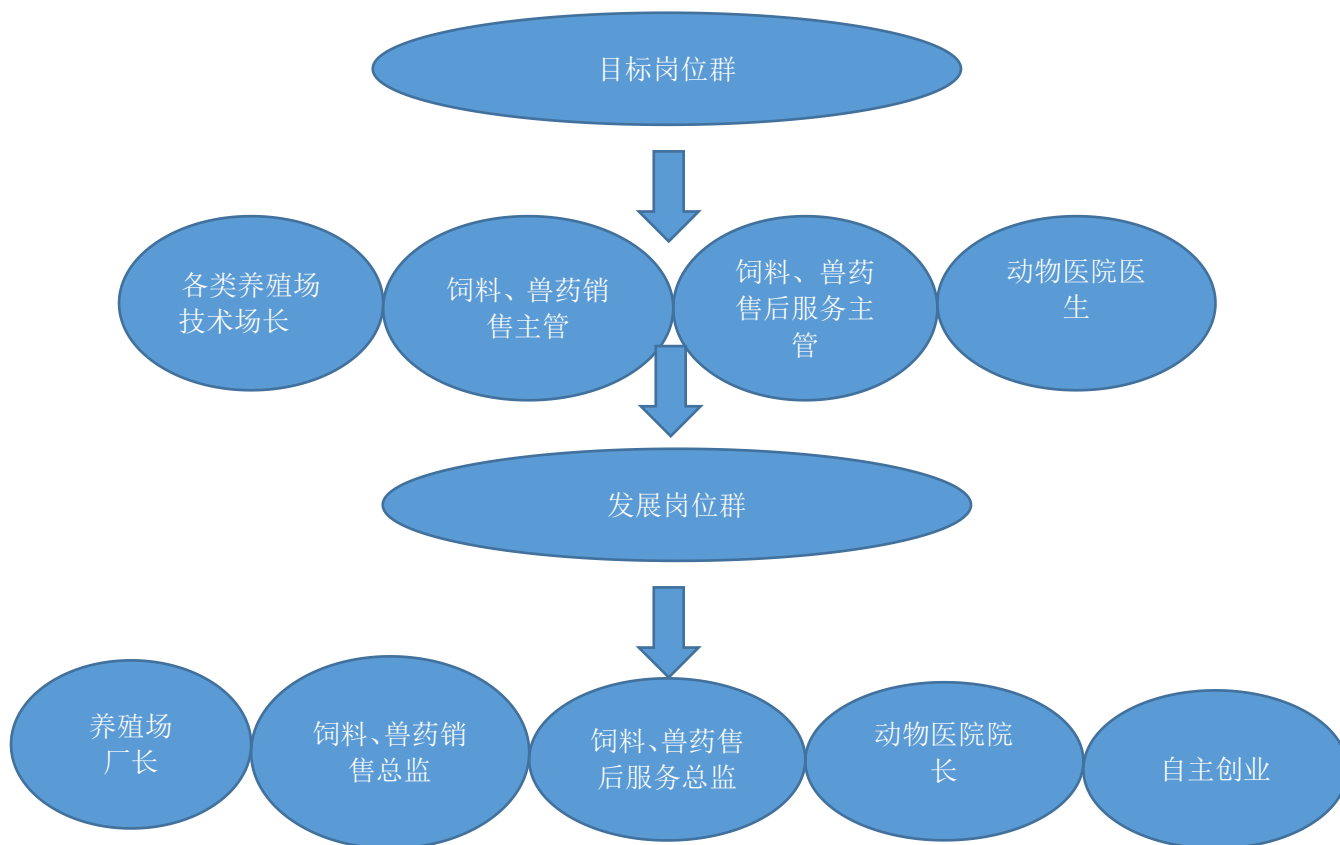 目标岗位群
各类养殖场
技术场长
饲料、兽药销
售主管
饲料、兽药
售后服务主
管
动物医院医
生
发展岗位群
养殖场
厂长
饲料、兽药销
售总监
饲料、兽药售
后服务总监
动物医院院
长
自主创业